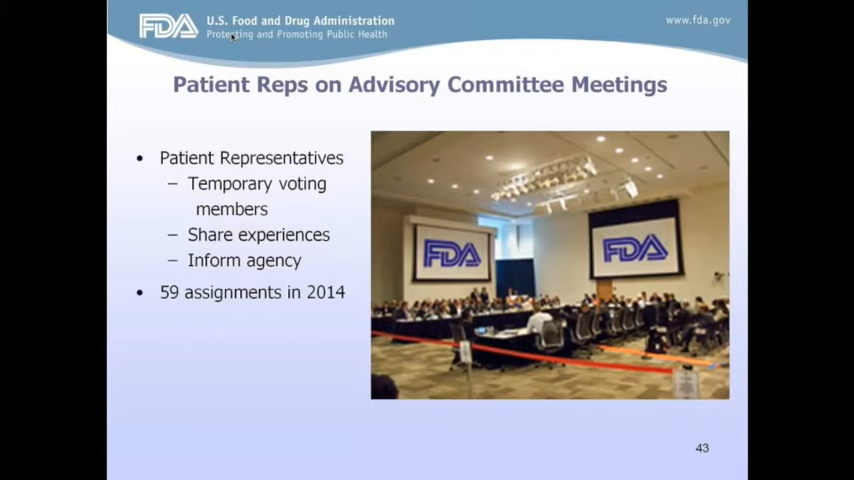 FDA U.S. Food and Drug Administration
Protecting and Promoting Public Health
www.fda.gov
Patient Reps on Advisory Committee Meetings
• Patient Representatives
– Temporary voting
members
– Share experiences
– Inform agency
• 59 assignments in 2014
FDA
FDA
43